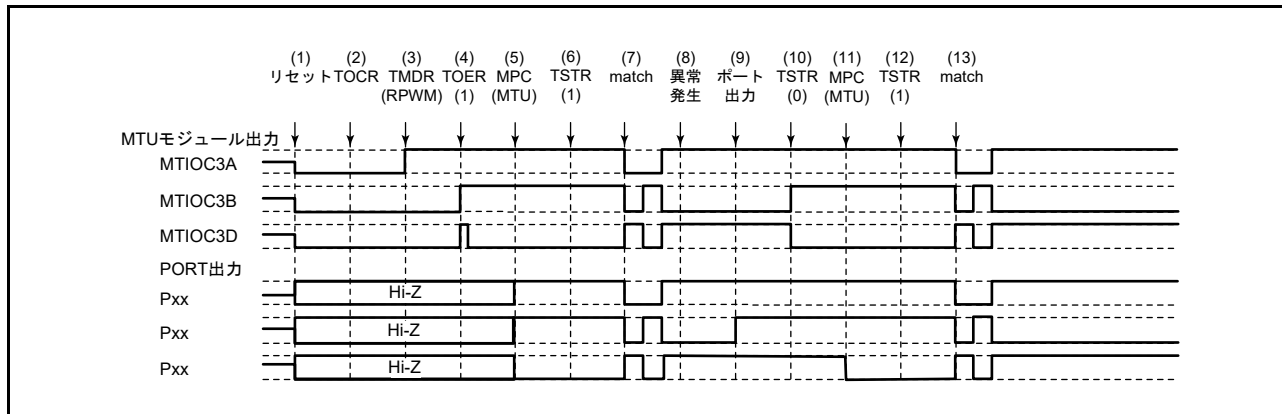 (1) (2) (3) (4) (5) (6) (7) (8) (9) (10) (11) (12) (13)
リセット TOCR TMDR TOER MPC TSTR match 異常 ポート TSTR MPC TSTR match
(RPWM) (1) (MTU) (1) 発生 出力 (0) (MTU) (1)
MTUモジュール出力
MTIOC3A
MTIOC3B
MTIOC3D
PORT出力
Pxx Hi-Z
Pxx Hi-Z
Pxx Hi-Z